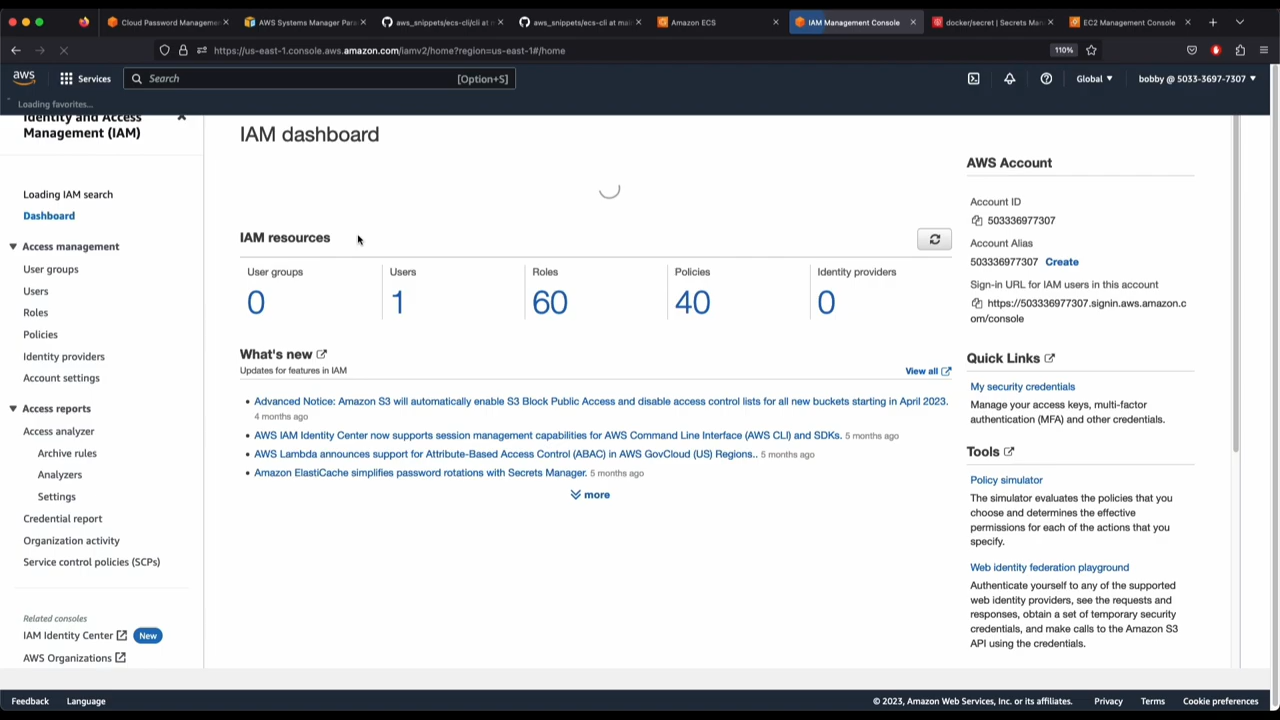 Cloud Password Managemen
AWS Systems Manager Para
aws_snippets/ecs-cli/cli at m
aws_snippets/ecs-cli at mai
Amazon ECS
IAM Management Console
docker/secret | Secrets Man
EC2 Management Console
https://us-east-1.console.aws.amazon.com/iamv2/home?region=us-east-1#/home
110%
aws
Services
Search
[Option+S]
Global
bobby @ 5033-3697-7307
Loading favorites...
Identity and Access
Management (IAM)
Loading IAM search
Dashboard
Access management
User groups
Users
Roles
Policies
Identity providers
Account settings
Access reports
Access analyzer
Archive rules
Analyzers
Settings
Credential report
Organization activity
Service control policies (SCPs)
Related consoles
IAM Identity Center
New
AWS Organizations
IAM dashboard
IAM resources
User groups
0
Users
1
Roles
60
Policies
40
Identity providers
0
What's new
Updates for features in IAM
View all
• Advanced Notice: Amazon S3 will automatically enable S3 Block Public Access and disable access control lists for all new buckets starting in April 2023.
4 months ago
• AWS IAM Identity Center now supports session management capabilities for AWS Command Line Interface (AWS CLI) and SDKs. 5 months ago
• AWS Lambda announces support for Attribute-Based Access Control (ABAC) in AWS GovCloud (US) Regions.. 5 months ago
• Amazon ElastiCache simplifies password rotations with Secrets Manager. 5 months ago
more
AWS Account
Account ID
503336977307
Account Alias
503336977307 Create
Sign-in URL for IAM users in this account
https://503336977307.signin.aws.amazon.c
om/console
Quick Links
My security credentials
Manage your access keys, multi-factor
authentication (MFA) and other credentials.
Tools
Policy simulator
The simulator evaluates the policies that you
choose and determines the effective
permissions for each of the actions that you
specify.
Web identity federation playground
Authenticate yourself to any of the supported
web identity providers, see the requests and
responses, obtain a set of temporary security
credentials, and make calls to the Amazon S3
API using the credentials.
Feedback
Language
© 2023, Amazon Web Services, Inc. or its affiliates.
Privacy
Terms
Cookie preferences